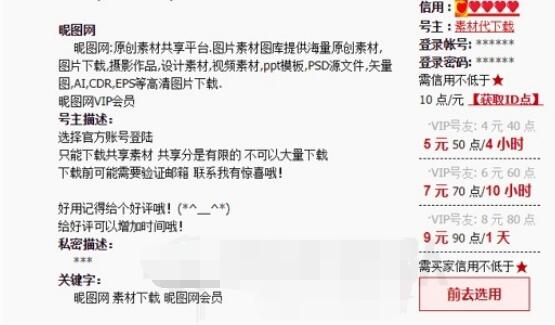 昵图网
昵图网:原创素材共享平台.图片素材图库提供海量原创素材,
图片下载,摄影作品,设计素材,视频素材,ppt模板,PSD源文件,矢量
图,AI,CDR,EPS等高清图片下载.
昵图网VIP会员
号主描述:
选择官方账号登陆
只能下载共享素材 共享分是有限的 不可以大量下载
下载前可能需要验证邮箱 联系我有惊喜哦!
好用记得给个好评哦! (*^__^*)
给好评可以增加时间哦!
私密描述:
***
关键字:
昵图网 素材下载 昵图网会员
信用: ❤❤❤❤❤
号主: 素材代下载
登录帐号: ******
登录密码: ******
需信用不低于★
10 点/元 【获取ID点】
VIP号友: 4 元 40 点
5 元 50 点/4 小时
VIP号友: 6 元 60 点
7 元 70 点/10 小时
VIP号友: 8 元 80 点
9 元 90 点/1 天
需买家信用不低于★
前去选用